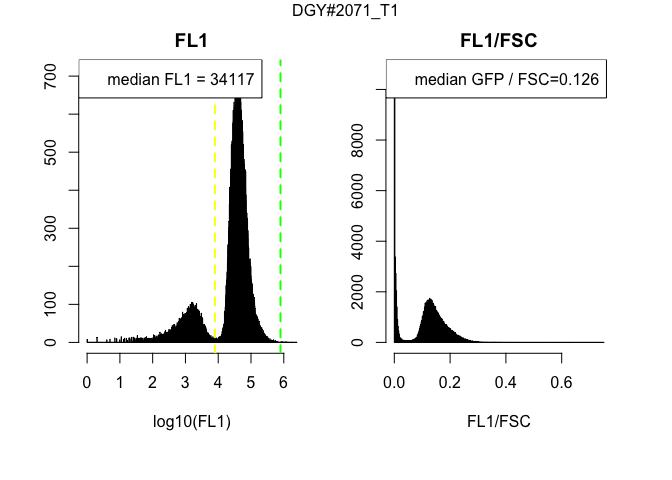 DGY#2071_T1
FL1
median FL1 = 34117
0 100 300 500 700
0 1 2 3 4 5 6
log10(FL1)
FL1/FSC
median GFP / FSC=0.126
0 2000 4000 6000 8000
0.0 0.2 0.4 0.6
FL1/FSC